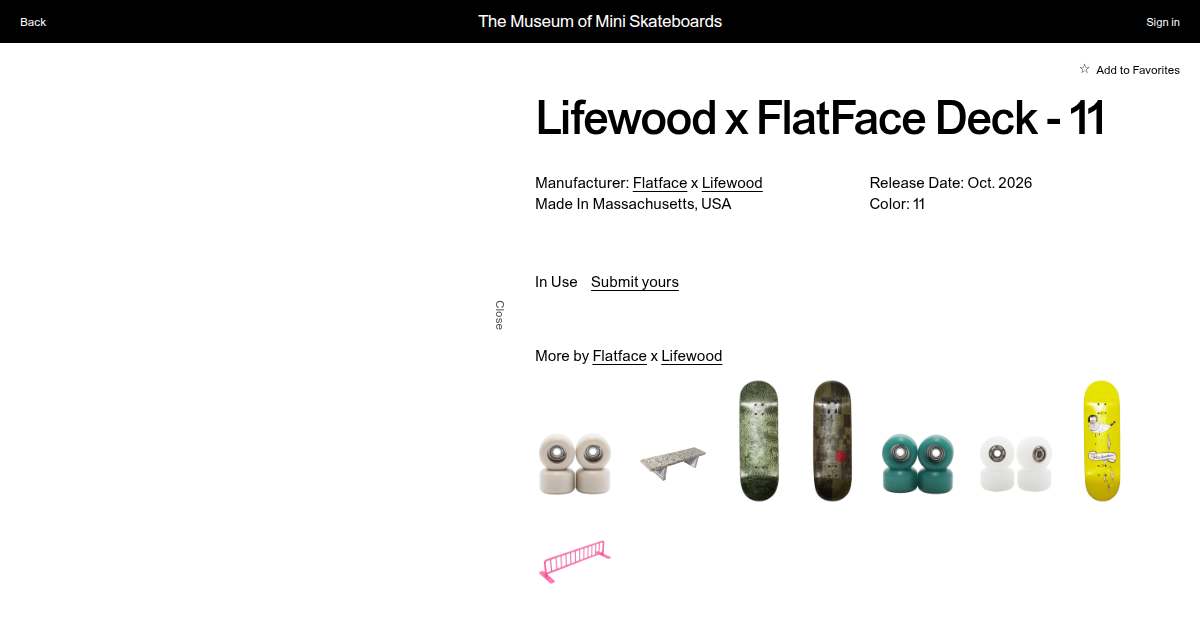 Back
The Museum of Mini Skateboards
Sign in
☆ Add to Favorites
Lifewood x FlatFace Deck - 11
Manufacturer: Flatface x Lifewood
Made In Massachusetts, USA
Release Date: Oct. 2026
Color: 11
In Use Submit yours
Close
More by Flatface x Lifewood